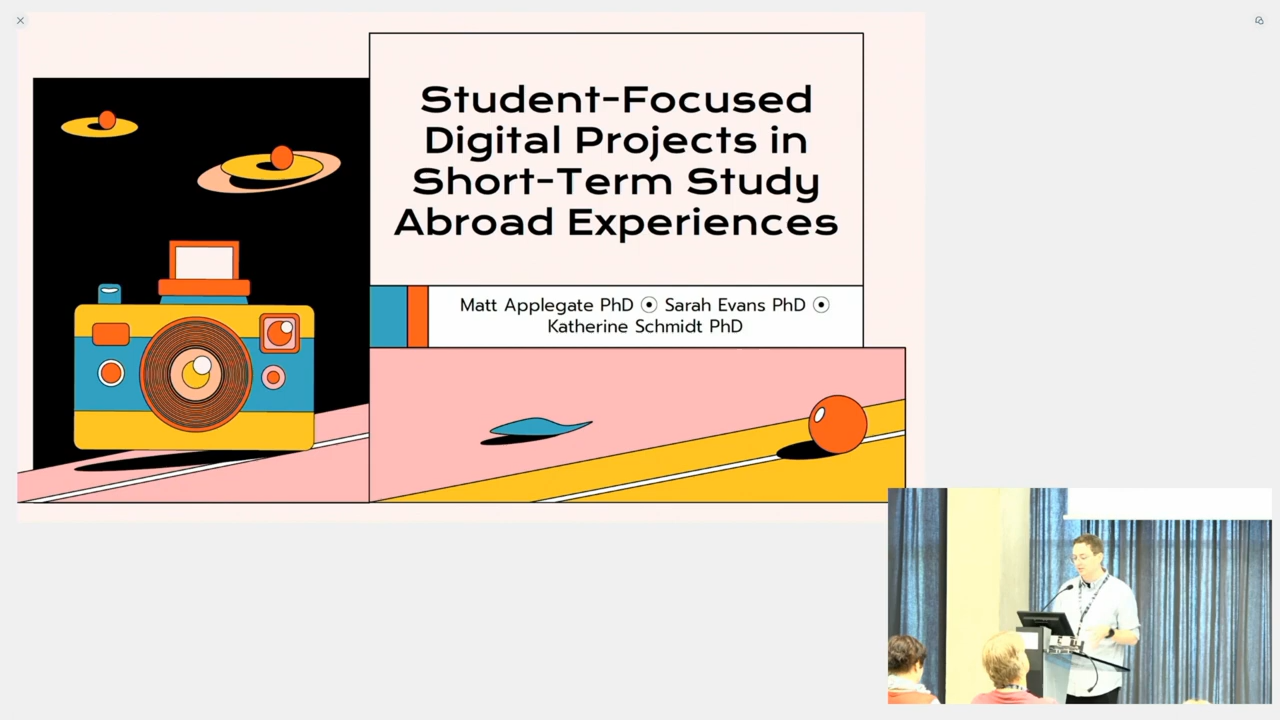 Student-Focused
Digital Projects in
Short-Term Study
Abroad Experiences
Matt Applegate PhD ⦿ Sarah Evans PhD ⦿
Katherine Schmidt PhD